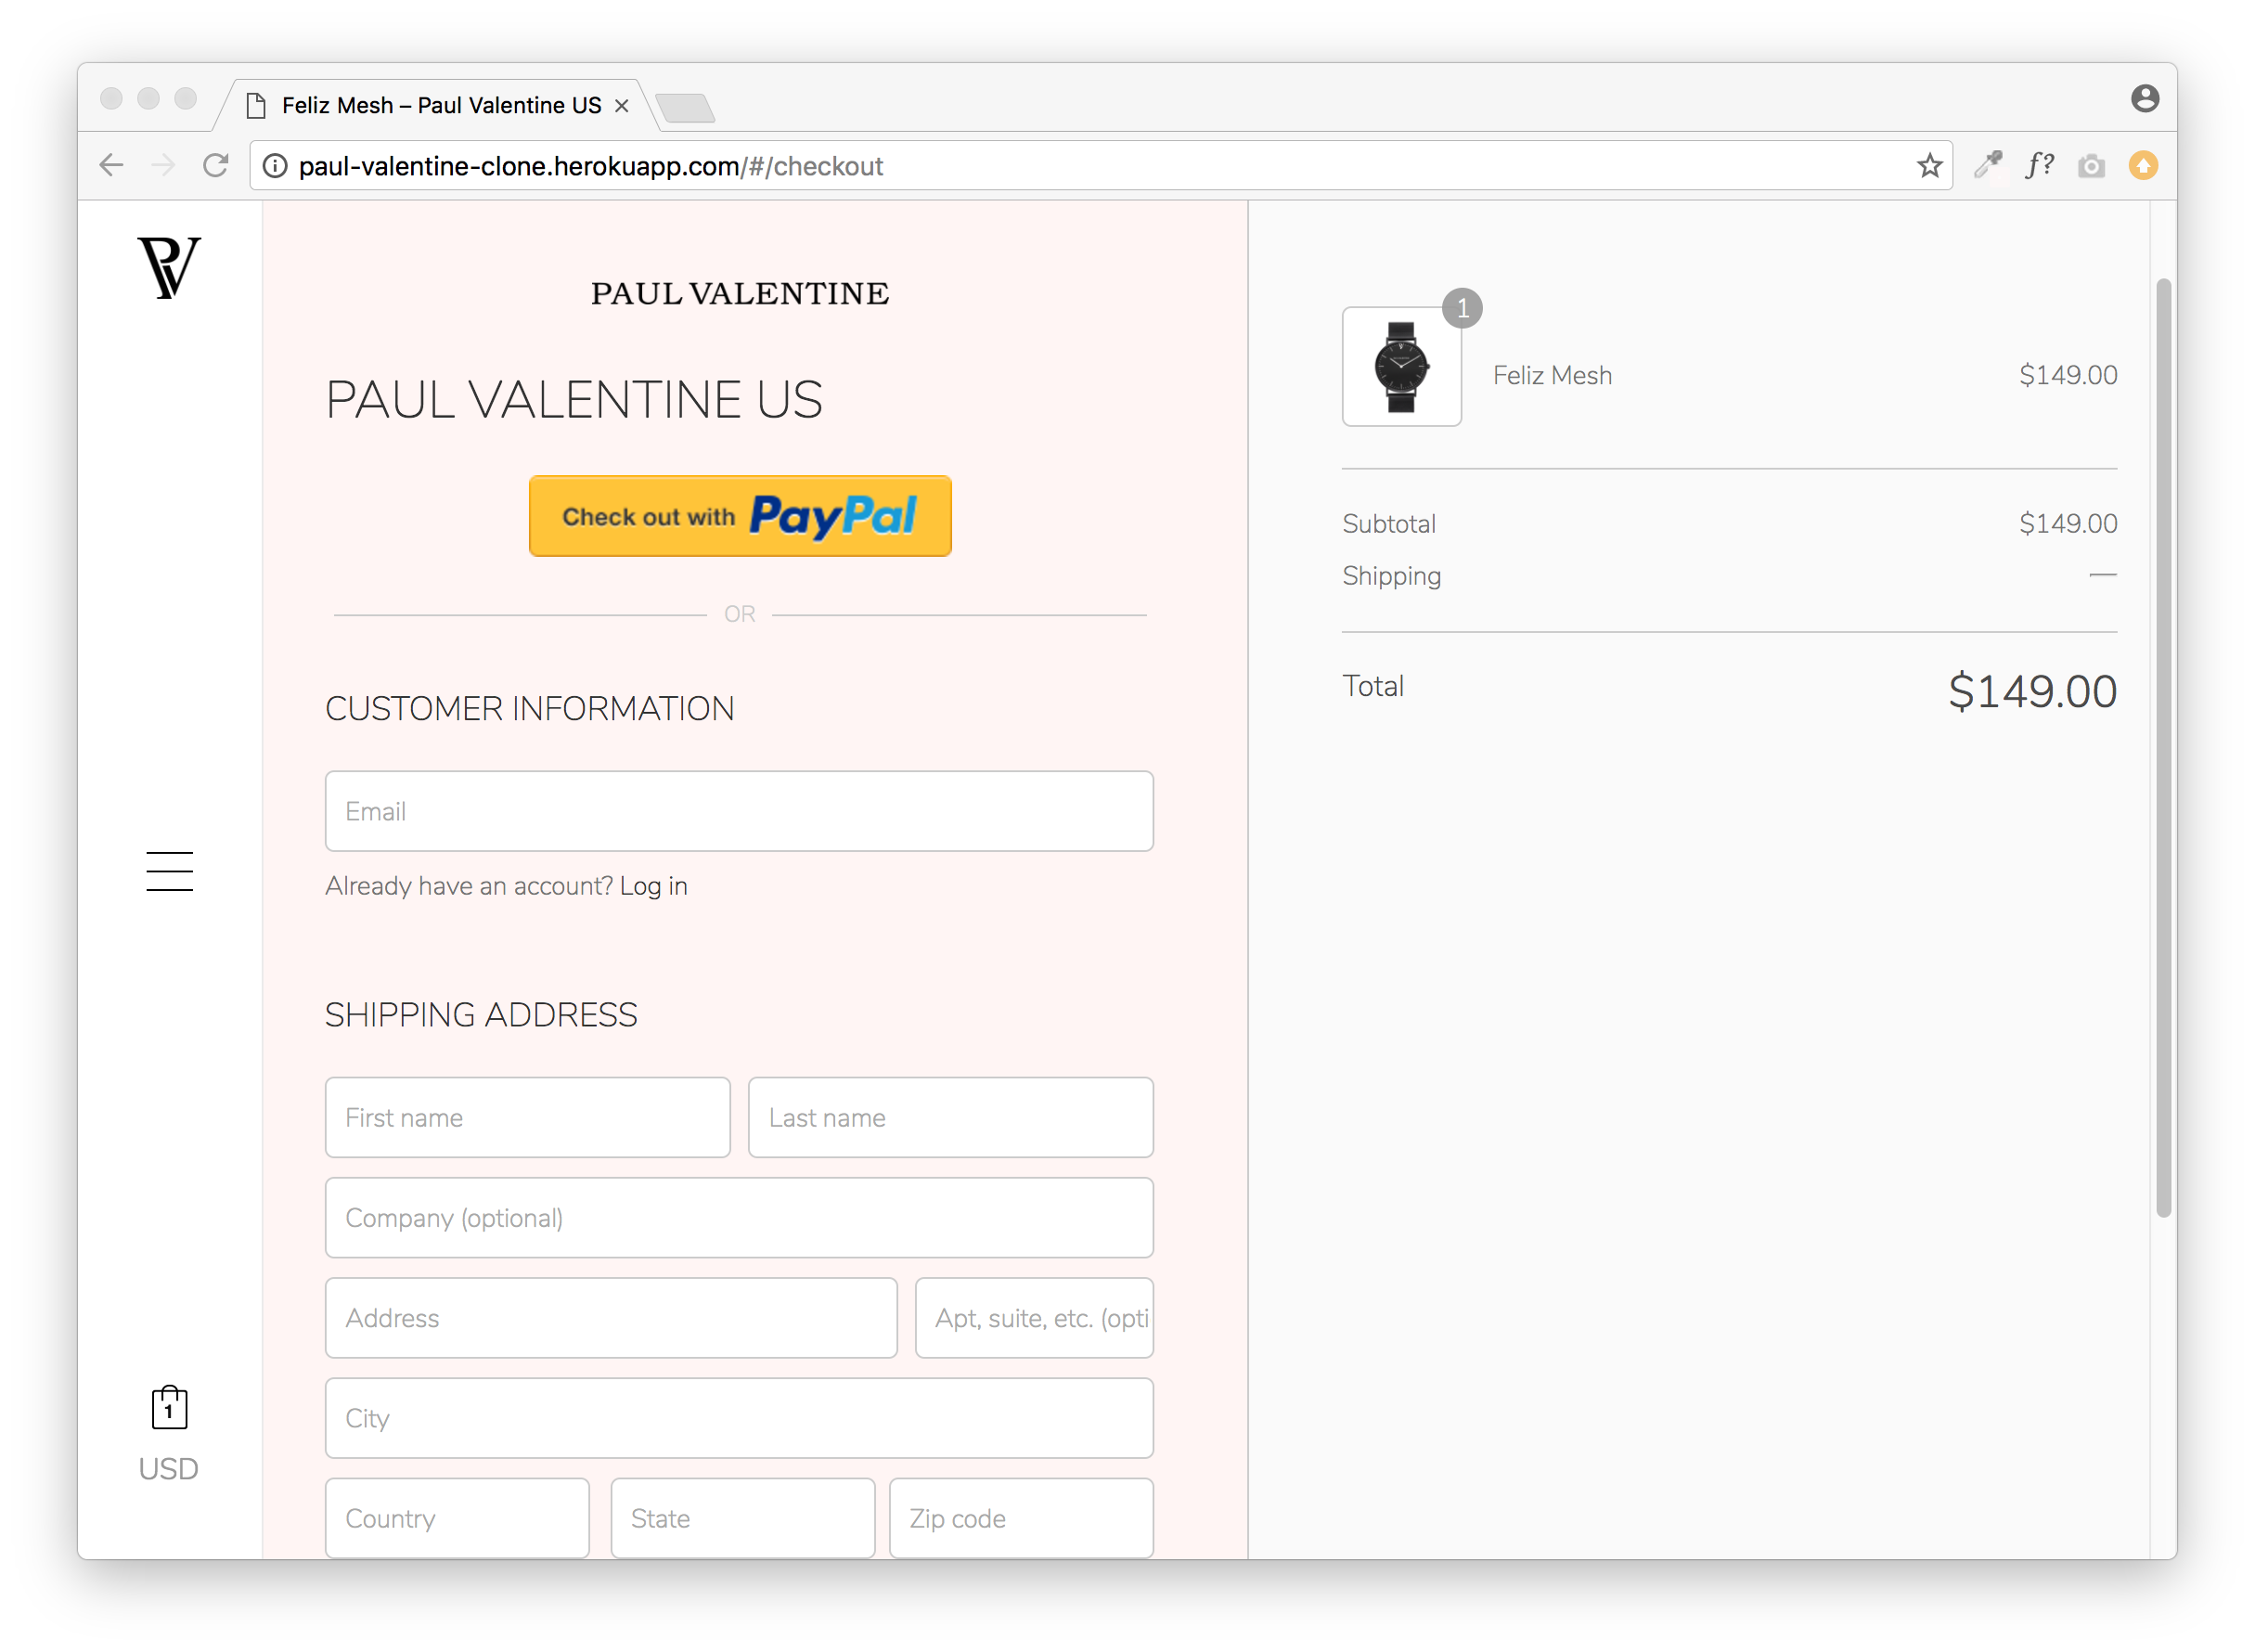 Feliz Mesh – Paul Valentine US
paul-valentine-clone.herokuapp.com/#/checkout
f?
PV
PAUL VALENTINE
PAUL VALENTINE US
Check out with PayPal
OR
CUSTOMER INFORMATION
Email
Already have an account? Log in
SHIPPING ADDRESS
First name
Last name
Company (optional)
Address
Apt, suite, etc. (opti
City
Country
State
Zip code
1
USD
1
Feliz Mesh
$149.00
Subtotal
$149.00
Shipping
—
Total
$149.00